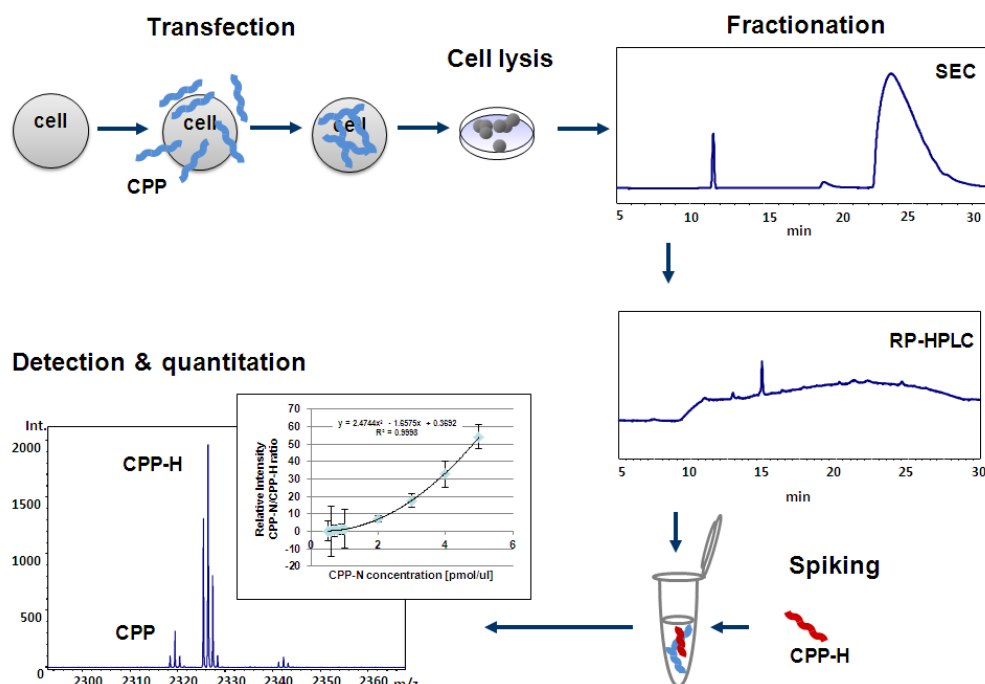 Transfection
Cell lysis
Fractionation
cell
cell
cell
CPP
SEC
5 10 15 20 25 30
min
RP-HPLC
5 10 15 20 25 30
min
Detection & quantitation
Int.
2000
1500
1000
500
0
CPP-H
CPP
2300 2310 2320 2330 2340 2350 2360 m/z
Relative Intensity
CPP-N/CPP-H ratio
70
60
50
40
30
20
10
0
-10
-20
y = 2.4744x² - 1.6575x + 0.3692
R² = 0.9998
0 2 4 6
CPP-N concentration [pmol/ul]
Spiking
CPP-H